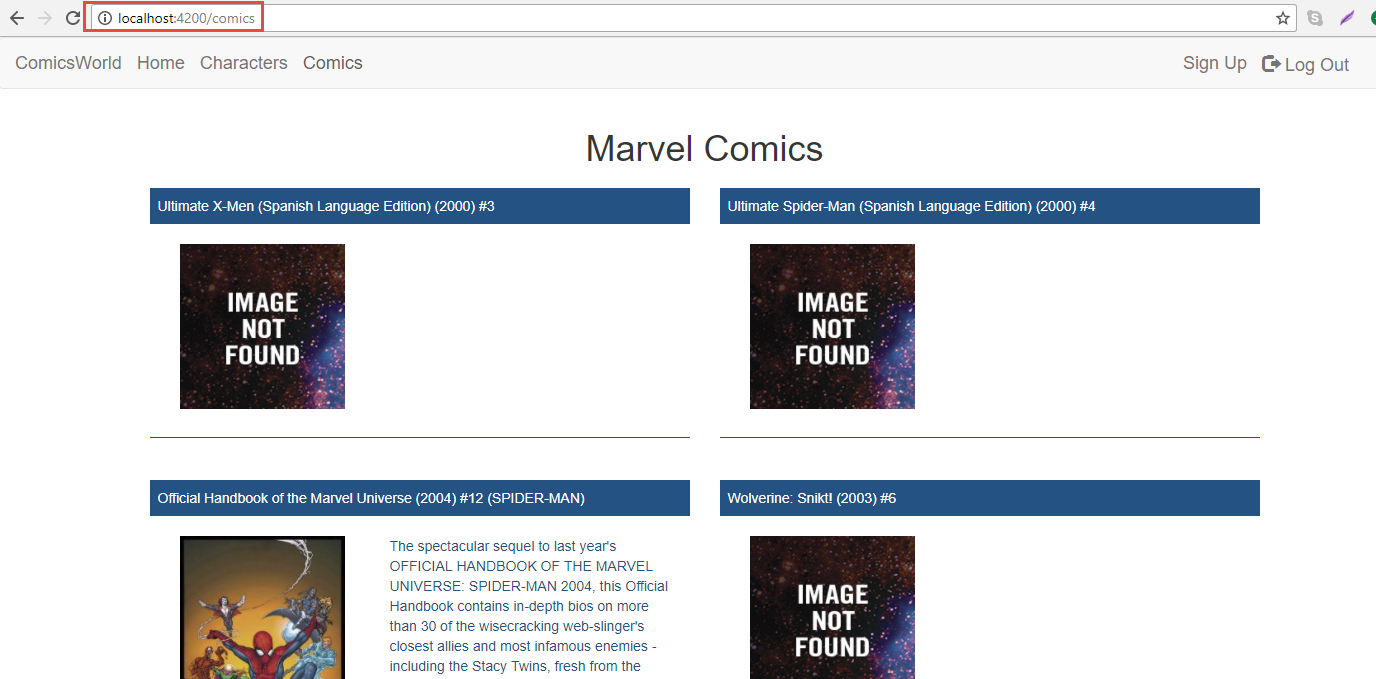 localhost:4200/comics
ComicsWorld Home Characters Comics Sign Up Log Out
Marvel Comics
Ultimate X-Men (Spanish Language Edition) (2000) #3
Ultimate Spider-Man (Spanish Language Edition) (2000) #4
IMAGE
NOT
FOUND
IMAGE
NOT
FOUND
Official Handbook of the Marvel Universe (2004) #12 (SPIDER-MAN)
The spectacular sequel to last year's
OFFICIAL HANDBOOK OF THE MARVEL
UNIVERSE: SPIDER-MAN 2004, this Official
Handbook contains in-depth bios on more
than 30 of the wisecracking web-slinger's
closest allies and most infamous enemies -
including the Stacy Twins, fresh from the
Wolverine: Snikt! (2003) #6
IMAGE
NOT
FOUND